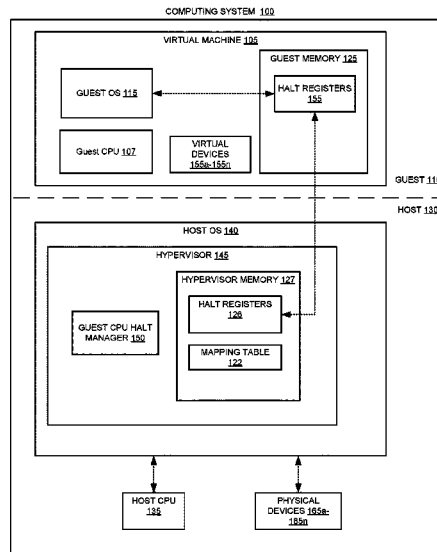 COMPUTING SYSTEM 100
VIRTUAL MACHINE 105
GUEST MEMORY 125
GUEST OS 115
HALT REGISTERS
155
Guest CPU 107
VIRTUAL
DEVICES
155a-155n
GUEST 110
HOST 130
HOST OS 140
HYPERVISOR 145
HYPERVISOR MEMORY 127
HALT REGISTERS
126
GUEST CPU HALT
MANAGER 150
MAPPING TABLE
122
HOST CPU
135
PHYSICAL
DEVICES 165a-
165n